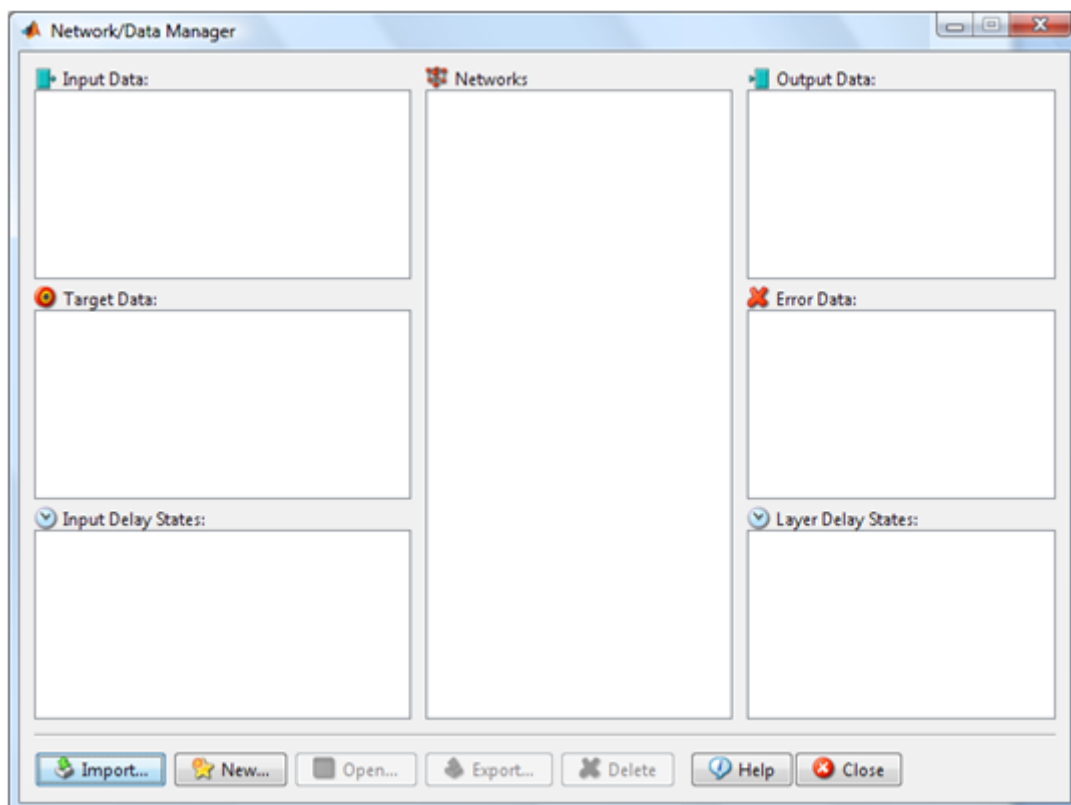 Network/Data Manager
Input Data:
Networks
Output Data:
Target Data:
Error Data:
Input Delay States:
Layer Delay States:
Import...
New...
Open...
Export...
Delete
Help
Close